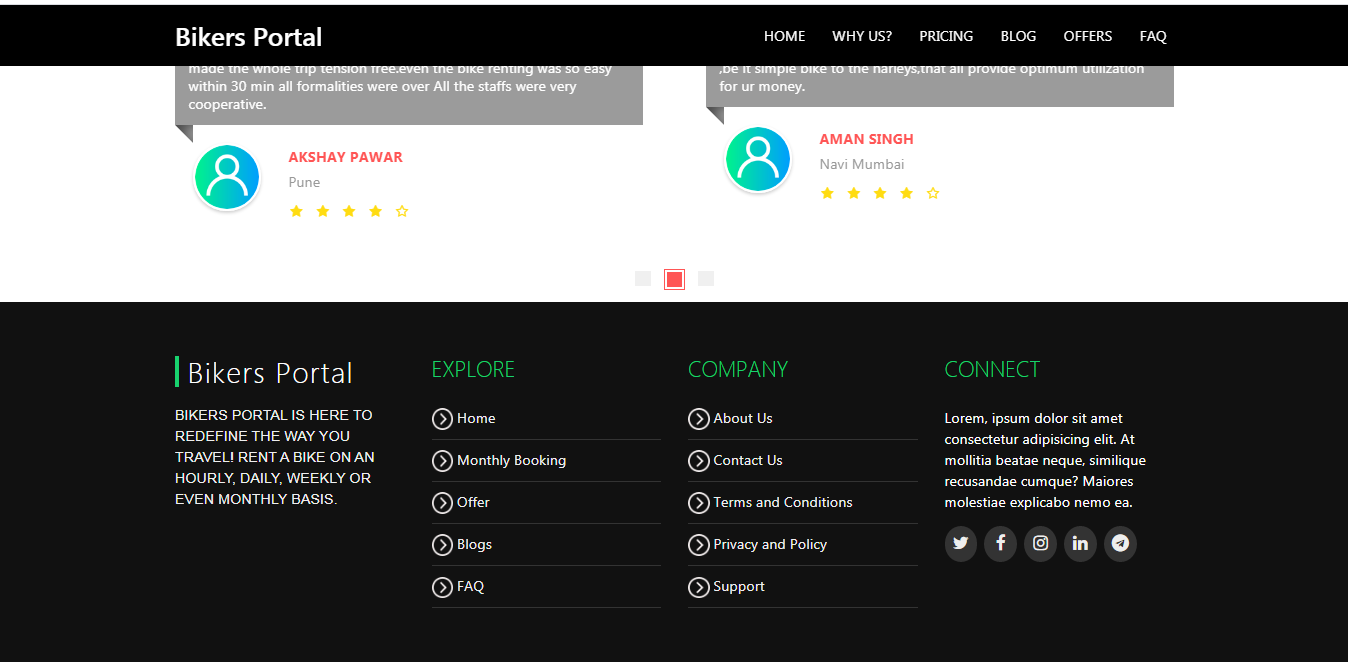 Bikers Portal
HOME WHY US? PRICING BLOG OFFERS FAQ
made the whole trip tension free.even the bike renting was so easy
within 30 min all formalities were over All the staffs were very
cooperative.
,be it simple bike to the harleys,that all provide optimum utilization
for ur money.
AKSHAY PAWAR
Pune
AMAN SINGH
Navi Mumbai
Bikers Portal
BIKERS PORTAL IS HERE TO
REDEFINE THE WAY YOU
TRAVEL! RENT A BIKE ON AN
HOURLY, DAILY, WEEKLY OR
EVEN MONTHLY BASIS.
EXPLORE
Home
Monthly Booking
Offer
Blogs
FAQ
COMPANY
About Us
Contact Us
Terms and Conditions
Privacy and Policy
Support
CONNECT
Lorem, ipsum dolor sit amet
consectetur adipisicing elit. At
mollitia beatae neque, similique
recusandae cumque? Maiores
molestiae explicabo nemo ea.